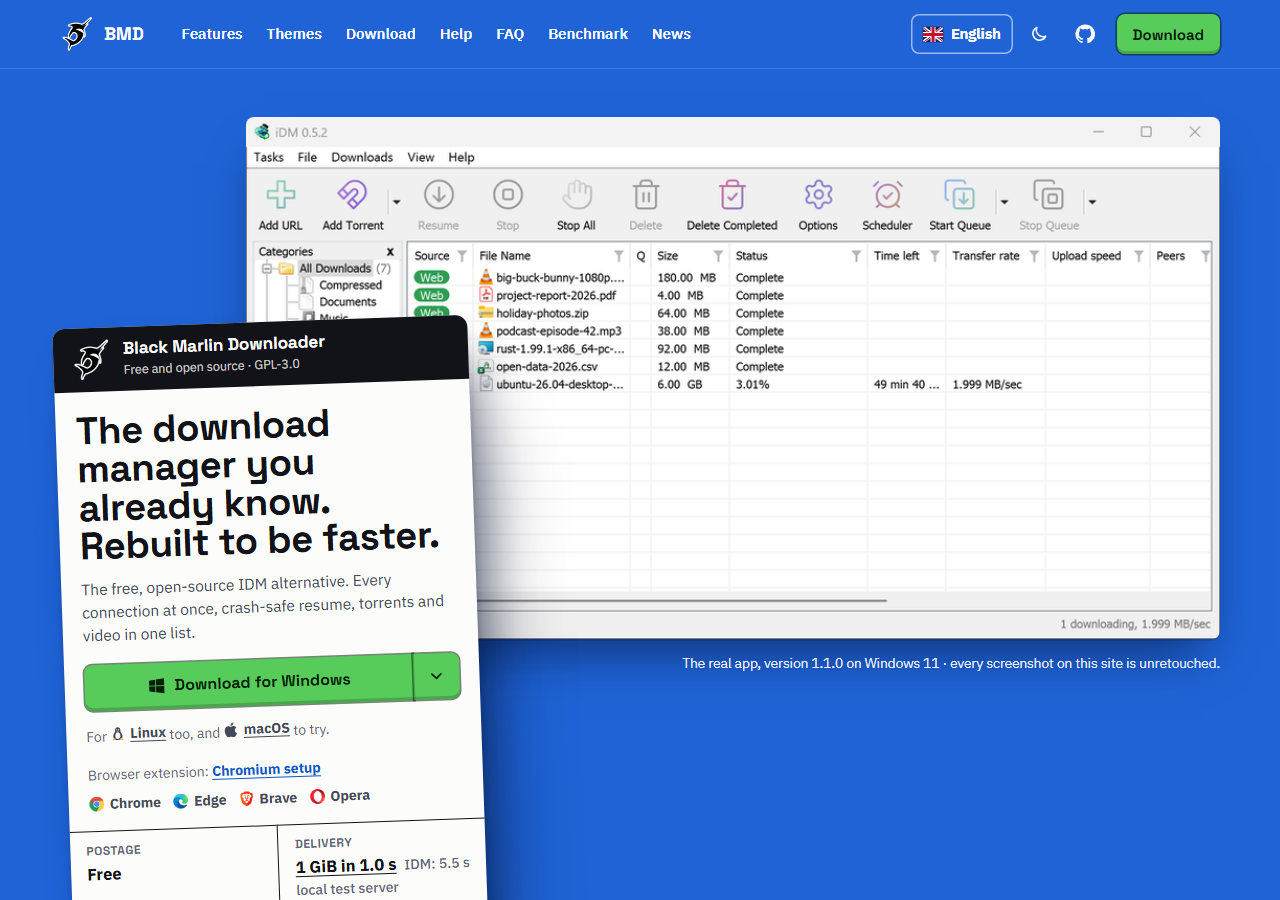 BMD
Features
Themes
Download
Help
FAQ
Benchmark
News
English
Download
iDM 0.5.2
Tasks File Downloads View Help
Add URL
Add Torrent
Resume
Stop
Stop All
Delete
Delete Completed
Options
Scheduler
Start Queue
Stop Queue
Categories X
All Downloads (7)
Compressed
Documents
Music
Source File Name Q Size Status Time left Transfer rate Upload speed Peers
Web big-buck-bunny-1080p.... 180.00 MB Complete
Web project-report-2026.pdf 4.00 MB Complete
Web holiday-photos.zip 64.00 MB Complete
podcast-episode-42.mp3 38.00 MB Complete
rust-1.99.1-x86_64-pc-... 92.00 MB Complete
open-data-2026.csv 12.00 MB Complete
ubuntu-26.04-desktop-... 6.00 GB 3.01% 49 min 40 ... 1.999 MB/sec
1 downloading, 1.999 MB/sec
The real app, version 1.1.0 on Windows 11 · every screenshot on this site is unretouched.
Black Marlin Downloader
Free and open source · GPL-3.0
The download
manager you
already know.
Rebuilt to be faster.
The free, open-source IDM alternative. Every
connection at once, crash-safe resume, torrents and
video in one list.
Download for Windows
For Linux too, and macOS to try.
Browser extension: Chromium setup
Chrome Edge Brave Opera
POSTAGE
Free
DELIVERY
1 GiB in 1.0 s IDM: 5.5 s
local test server